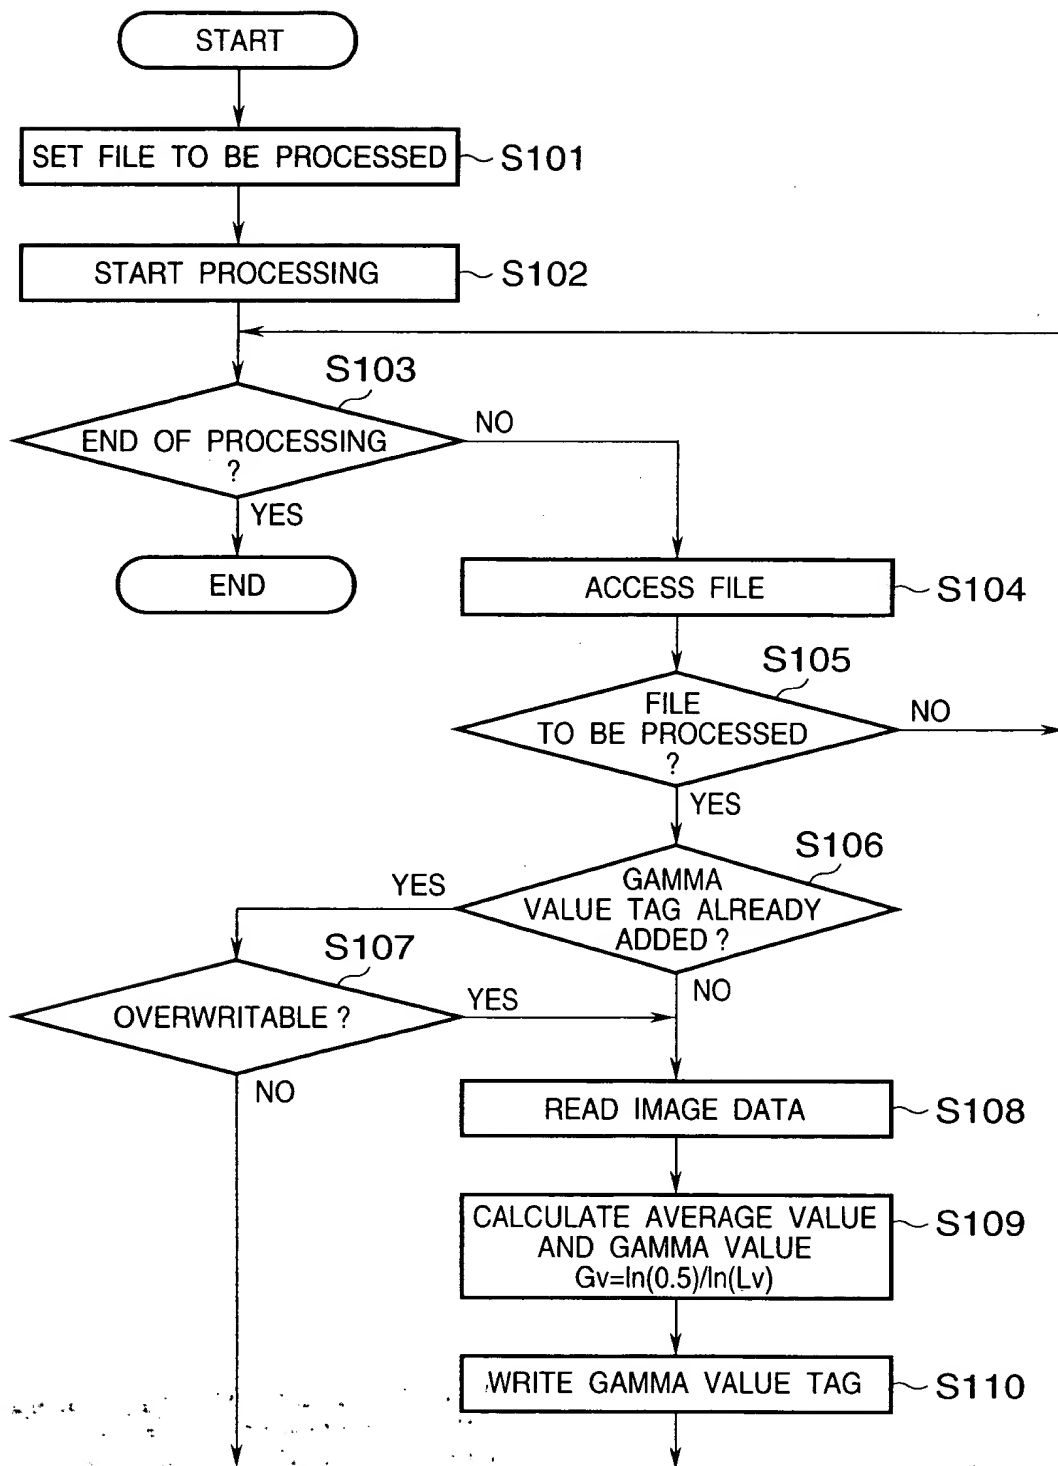 START
SET FILE TO BE PROCESSED
S101
START PROCESSING
S102
S103
END OF PROCESSING
?
NO
YES
END
ACCESS FILE
S104
S105
FILE
TO BE PROCESSED
?
NO
YES
S106
GAMMA
VALUE TAG ALREADY
ADDED ?
YES
NO
S107
OVERWRITABLE ?
YES
NO
READ IMAGE DATA
S108
CALCULATE AVERAGE VALUE
AND GAMMA VALUE
Gv=ln(0.5)/ln(Lv)
S109
WRITE GAMMA VALUE TAG
S110